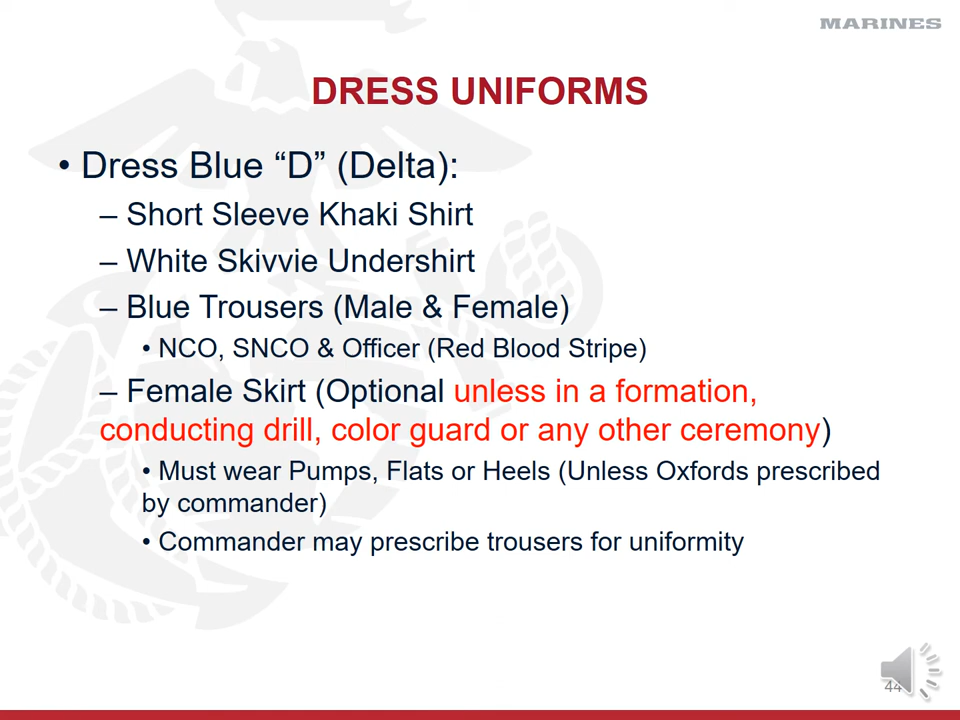 MARINES
DRESS UNIFORMS
• Dress Blue “D” (Delta):
– Short Sleeve Khaki Shirt
– White Skivvie Undershirt
– Blue Trousers (Male & Female)
• NCO, SNCO & Officer (Red Blood Stripe)
– Female Skirt (Optional unless in a formation,
conducting drill, color guard or any other ceremony)
• Must wear Pumps, Flats or Heels (Unless Oxfords prescribed
by commander)
• Commander may prescribe trousers for uniformity
44